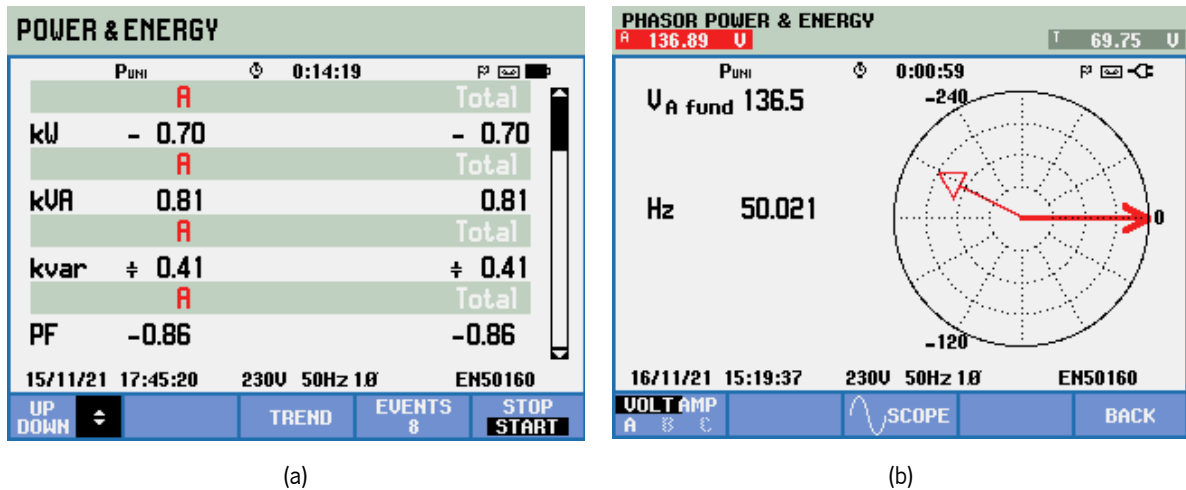 POWER & ENERGY
PUNI 0:14:19
A Total
kW - 0.70 - 0.70
A Total
kVA 0.81 0.81
A Total
kvar ÷ 0.41 ÷ 0.41
A Total
PF -0.86 -0.86
15/11/21 17:45:20 230V 50Hz 1.Ø EN50160
UP DOWN TREND EVENTS 8 STOP START
(a)
PHASOR POWER & ENERGY
A 136.89 V T 69.75 V
PUNI 0:00:59
VA fund 136.5
-240
Hz 50.021
0
-120
16/11/21 15:19:37 230V 50Hz 1.Ø EN50160
VOLT AMP A B C SCOPE BACK
(b)